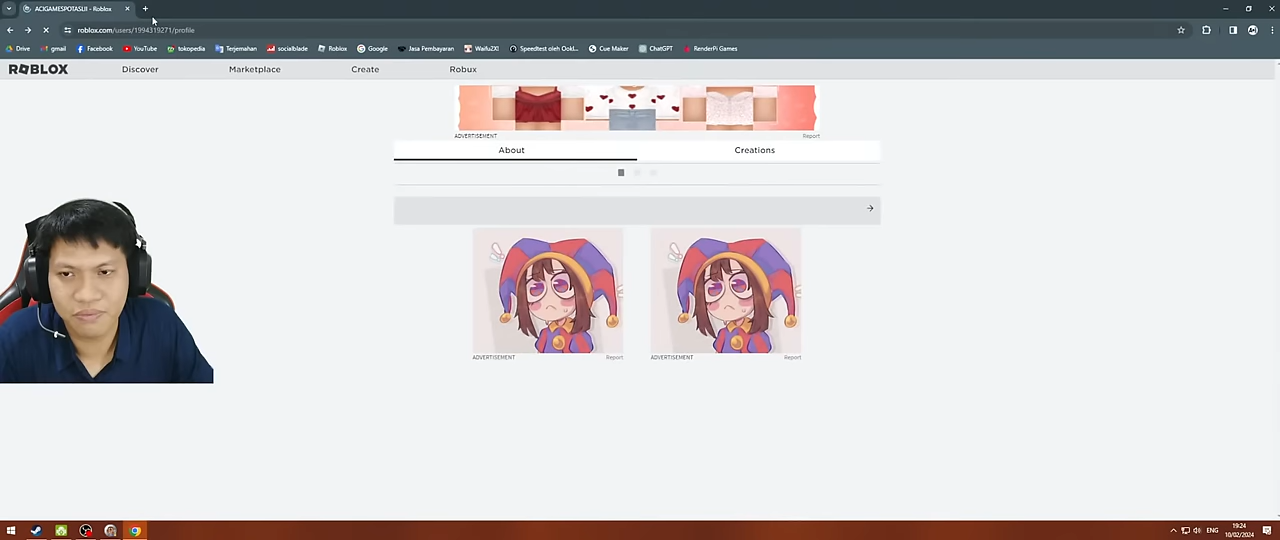 ACIGAMESPOTASLII - Roblox
roblox.com/users/1994319271/profile
Drive gmail Facebook YouTube tokopedia Terjemahan socialblade Roblox Google Jasa Pembayaran Waifu2X! Speedtest oleh Ookl... Cue Maker ChatGPT RenderPi Games
ROBLOX Discover Marketplace Create Robux
ADVERTISEMENT Report
About Creations
ADVERTISEMENT Report ADVERTISEMENT Report
ENG 19:24
10/02/2024